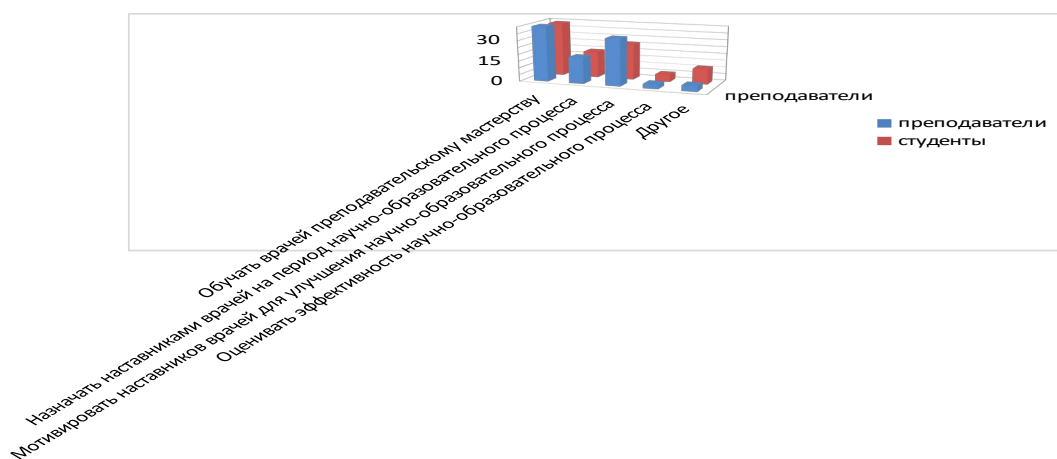 30
15
0
Обучать врачей преподавательскому мастерству
Назначать наставниками врачей на период научно-образовательного процесса
Мотивировать наставников врачей для улучшения научно-образовательного процесса
Оценивать эффективность научно-образовательного процесса
Другое
преподаватели
преподаватели
студенты